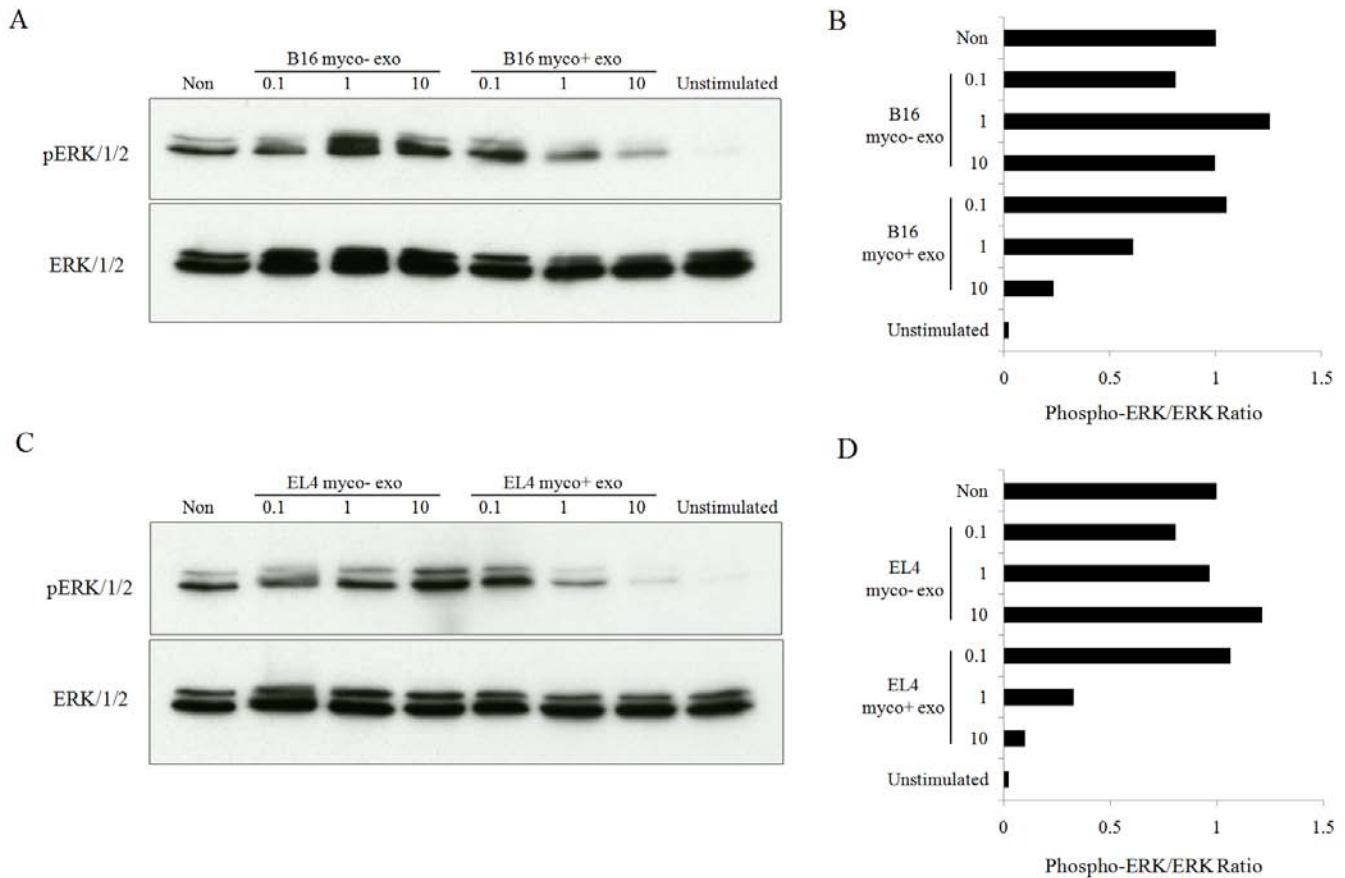 A
B16 myco- exo B16 myco+ exo
Non 0.1 1 10 0.1 1 10 Unstimulated
pERK/1/2
ERK/1/2
B
Non
B16
myco- exo
0.1
1
10
B16
myco+ exo
0.1
1
10
Unstimulated
0 0.5 1 1.5
Phospho-ERK/ERK Ratio
C
EL4 myco- exo EL4 myco+ exo
Non 0.1 1 10 0.1 1 10 Unstimulated
pERK/1/2
ERK/1/2
D
Non
EL4
myco- exo
0.1
1
10
EL4
myco+ exo
0.1
1
10
Unstimulated
0 0.5 1 1.5
Phospho-ERK/ERK Ratio